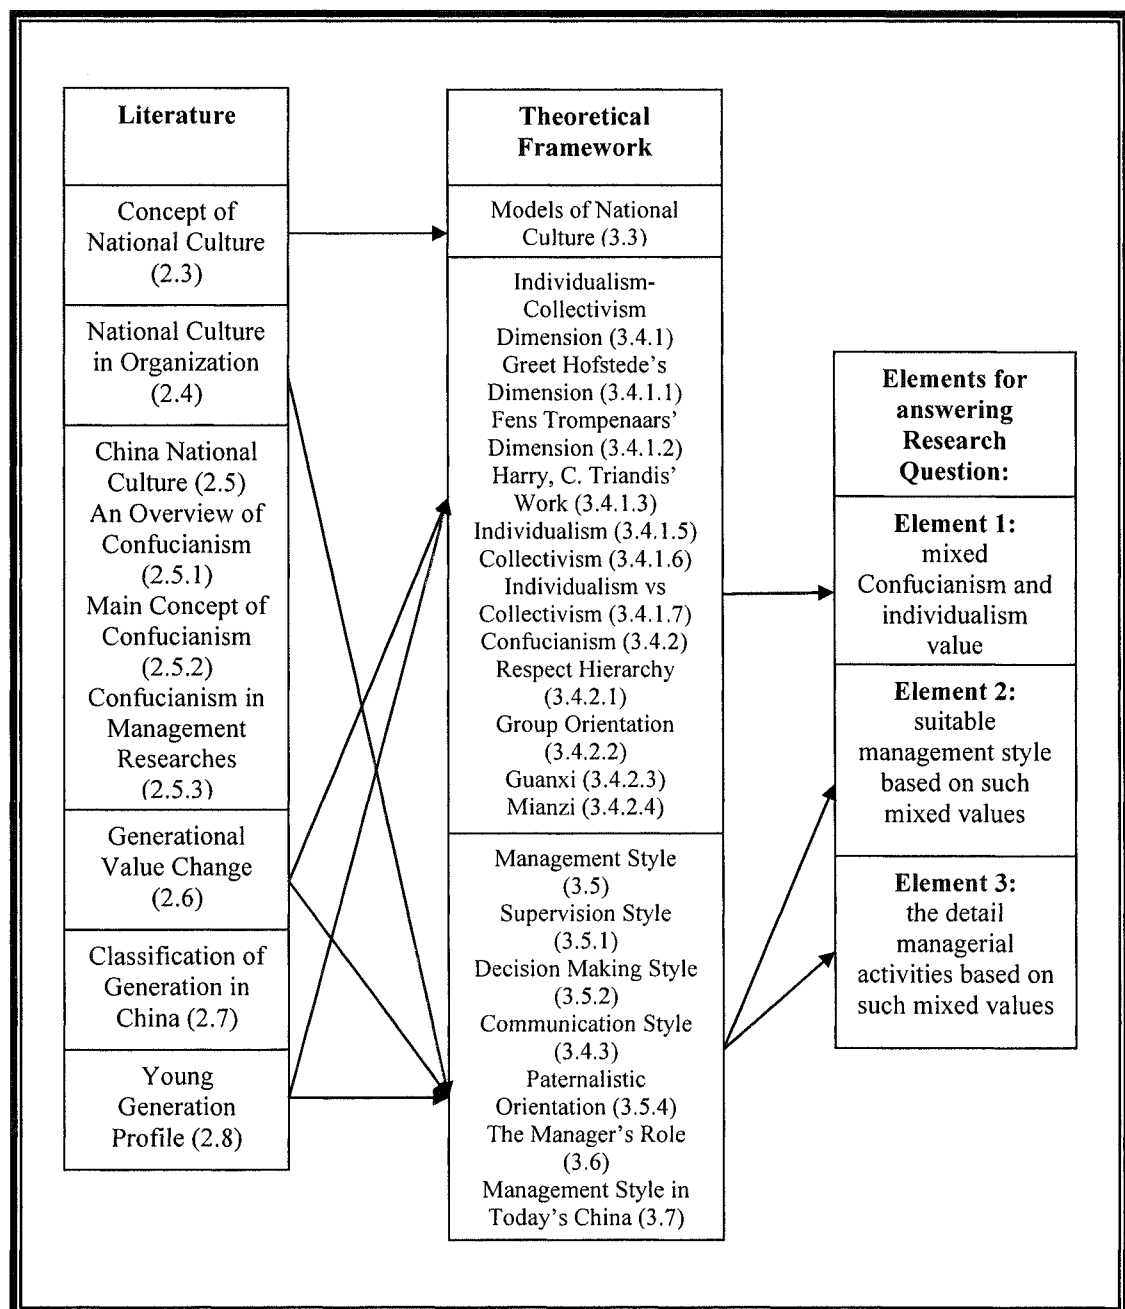 Literature
Concept of
National Culture
(2.3)
National Culture
in Organization
(2.4)
China National
Culture (2.5)
An Overview of
Confucianism
(2.5.1)
Main Concept of
Confucianism
(2.5.2)
Confucianism in
Management
Researches
(2.5.3)
Generational
Value Change
(2.6)
Classification of
Generation in
China (2.7)
Young
Generation
Profile (2.8)
Theoretical
Framework
Models of National
Culture (3.3)
Individualism-
Collectivism
Dimension (3.4.1)
Greet Hofstede's
Dimension (3.4.1.1)
Fens Trompenaars'
Dimension (3.4.1.2)
Harry, C. Triandis'
Work (3.4.1.3)
Individualism (3.4.1.5)
Collectivism (3.4.1.6)
Individualism vs
Collectivism (3.4.1.7)
Confucianism (3.4.2)
Respect Hierarchy
(3.4.2.1)
Group Orientation
(3.4.2.2)
Guanxi (3.4.2.3)
Mianzi (3.4.2.4)
Management Style
(3.5)
Supervision Style
(3.5.1)
Decision Making Style
(3.5.2)
Communication Style
(3.4.3)
Paternalistic
Orientation (3.5.4)
The Manager's Role
(3.6)
Management Style in
Today's China (3.7)
Elements for
answering
Research
Question:
Element 1:
mixed
Confucianism and
individualism
value
Element 2:
suitable
management style
based on such
mixed values
Element 3:
the detail
managerial
activities based on
such mixed values